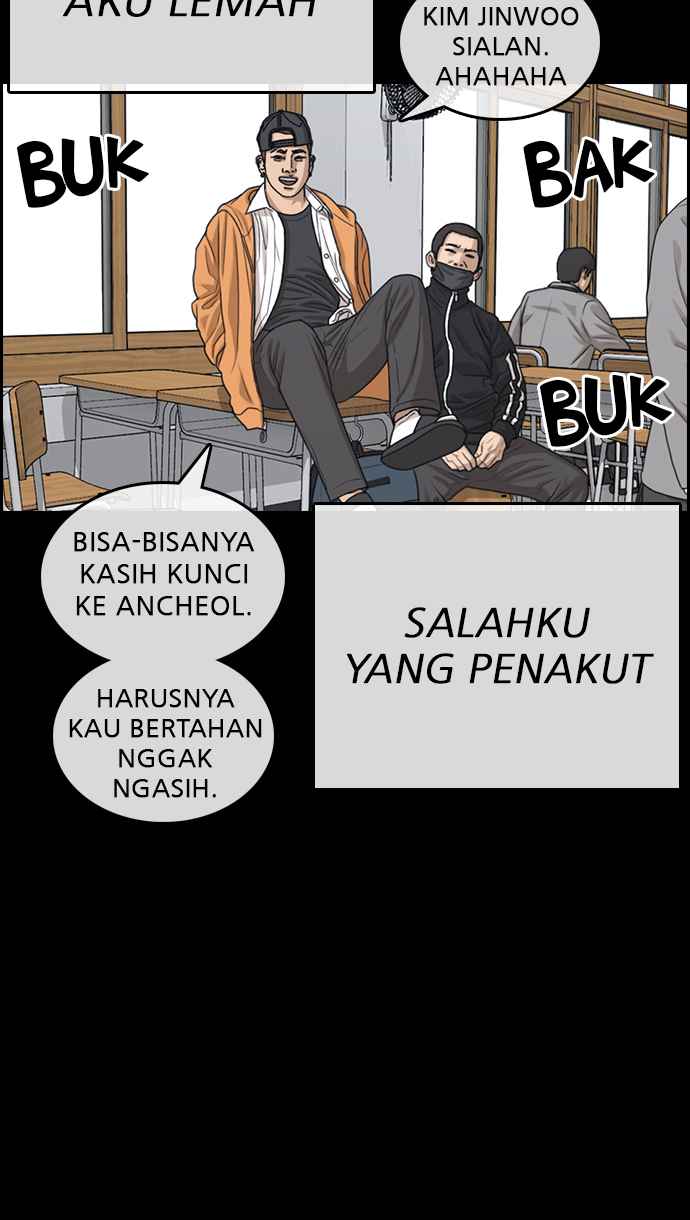 AKU LEMAH
KIM JINWOO
SIALAN.
AHAHAHA
BUK
BAK
BUK
BISA-BISANYA
KASIH KUNCI
KE ANCHEOL.
SALAHKU
YANG PENAKUT
HARUSNYA
KAU BERTAHAN
NGGAK
NGASIH.